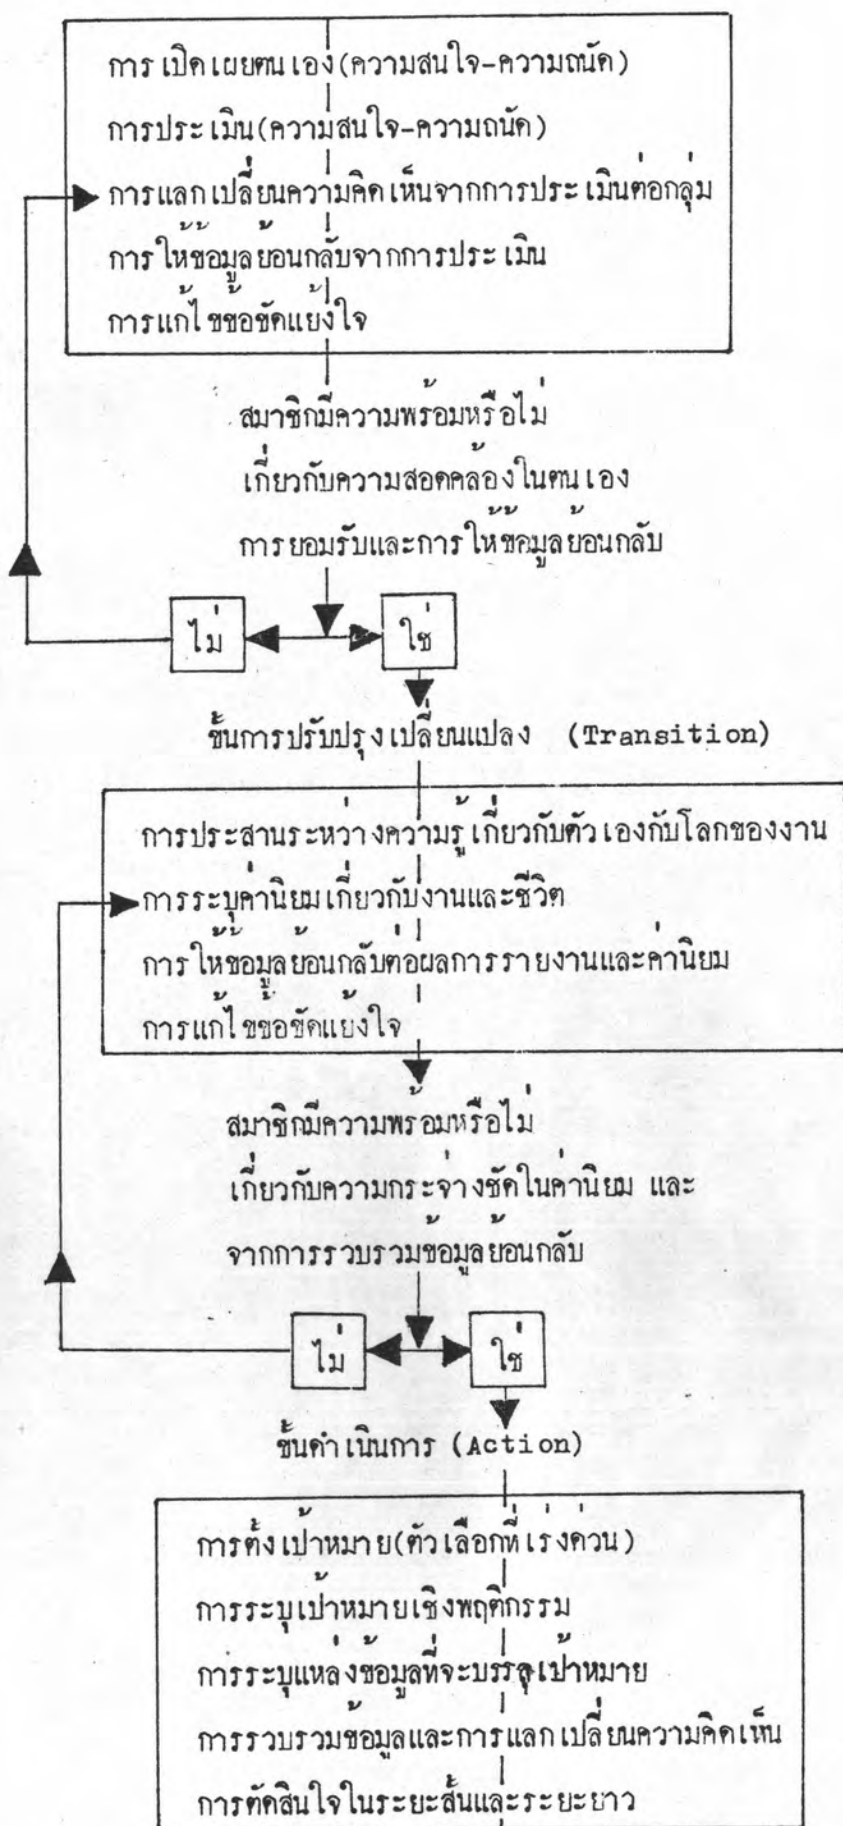 การเปิดเผยตนเอง(ความสนใจ-ความถนัด)
การประเมิน(ความสนใจ-ความถนัด)
การแลกเปลี่ยนความคิดเห็นจากการประเมินต่อกลุ่ม
การให้ข้อมูลย้อนกลับจากการประเมิน
การแก้ไขข้อขัดแย้งใจ
สมาชิกมีความพร้อมหรือไม่
เกี่ยวกับความสอดคล้องในตนเอง
การยอมรับและการให้ข้อมูลย้อนกลับ
ไม่ ใช่
ขั้นการปรับปรุงเปลี่ยนแปลง (Transition)
การประสานระหว่างความรู้เกี่ยวกับตัวเองกับโลกของงาน
การระบุค่านิยมเกี่ยวกับงานและชีวิต
การให้ข้อมูลย้อนกลับต่อผลการรายงานและค่านิยม
การแก้ไขข้อขัดแย้งใจ
สมาชิกมีความพร้อมหรือไม่
เกี่ยวกับความกระจ่างชัดในค่านิยม และ
จากการรวบรวมข้อมูลย้อนกลับ
ไม่ ใช่
ขั้นดำเนินการ (Action)
การตั้งเป้าหมาย(ตัวเลือกที่เร่งด่วน)
การระบุเป้าหมายเชิงพฤติกรรม
การระบุแหล่งข้อมูลที่จะบรรลุเป้าหมาย
การรวบรวมข้อมูลและการแลกเปลี่ยนความคิดเห็น
การตัดสินใจในระยะสั้นและระยะยาว